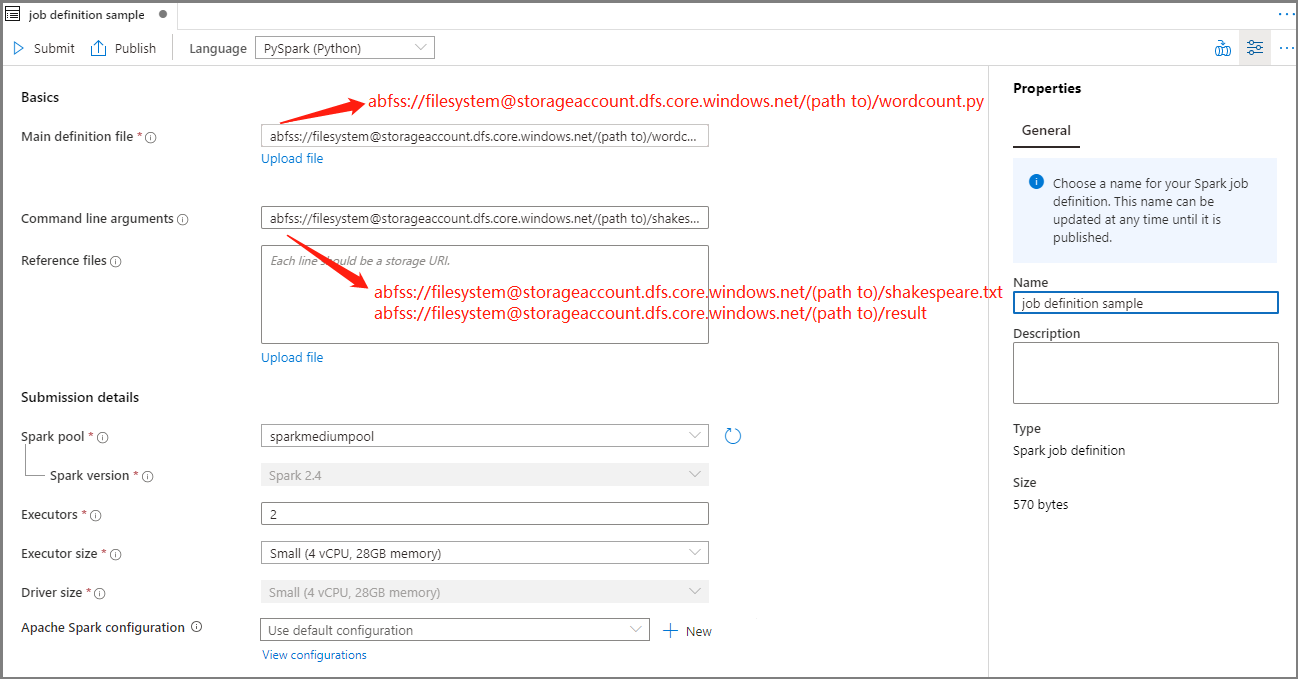 job definition sample
Submit
Publish
Language
PySpark (Python)
Basics
abfss://filesystem@storageaccount.dfs.core.windows.net/(path to)/wordcount.py
Main definition file *
abfss://filesystem@storageaccount.dfs.core.windows.net/(path to)/wordc...
Upload file
Command line arguments
abfss://filesystem@storageaccount.dfs.core.windows.net/(path to)/shakes...
Reference files
Each line should be a storage URI.
abfss://filesystem@storageaccount.dfs.core.windows.net/(path to)/shakespeare.txt
abfss://filesystem@storageaccount.dfs.core.windows.net/(path to)/result
Upload file
Submission details
Spark pool *
sparkmediumpool
Spark version *
Spark 2.4
Executors *
2
Executor size *
Small (4 vCPU, 28GB memory)
Driver size *
Small (4 vCPU, 28GB memory)
Apache Spark configuration
Use default configuration
New
View configurations
Properties
General
Choose a name for your Spark job
definition. This name can be
updated at any time until it is
published.
Name
job definition sample
Description
Type
Spark job definition
Size
570 bytes